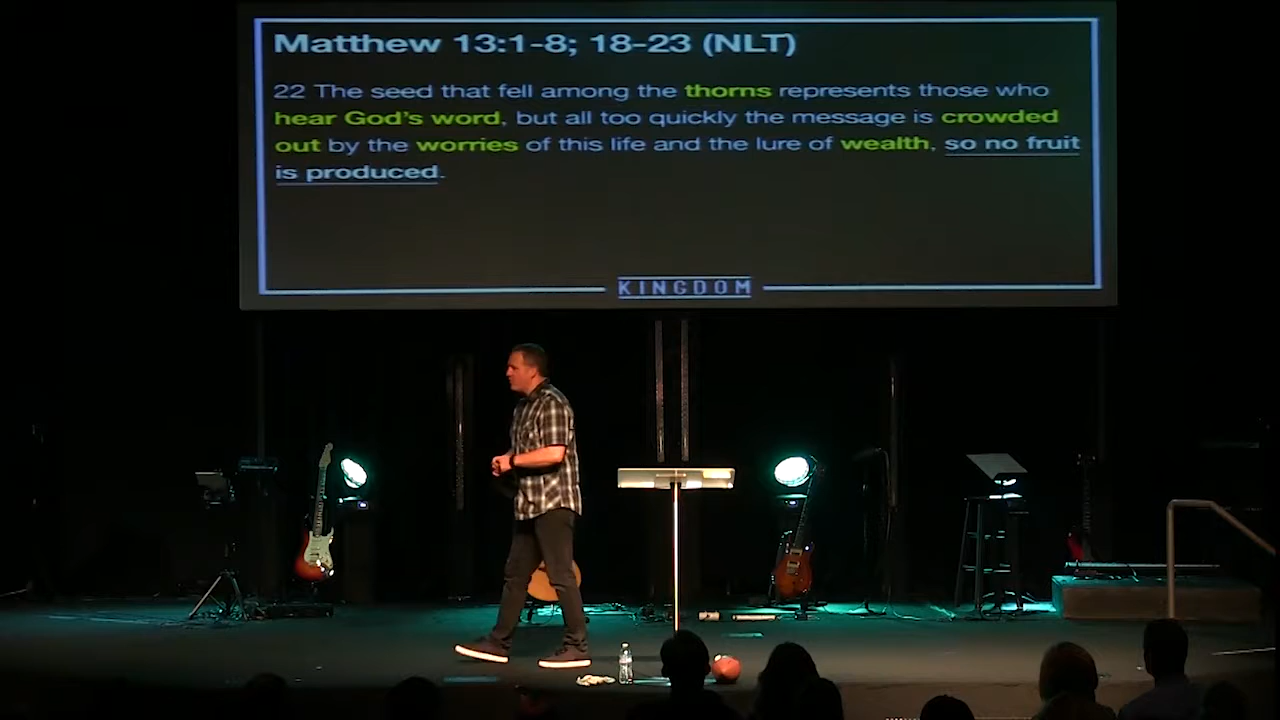 Matthew 13:1-8; 18-23 (NLT)
22 The seed that fell among the thorns represents those who
hear God's word, but all too quickly the message is crowded
out by the worries of this life and the lure of wealth, so no fruit
is produced.
KINGDOM